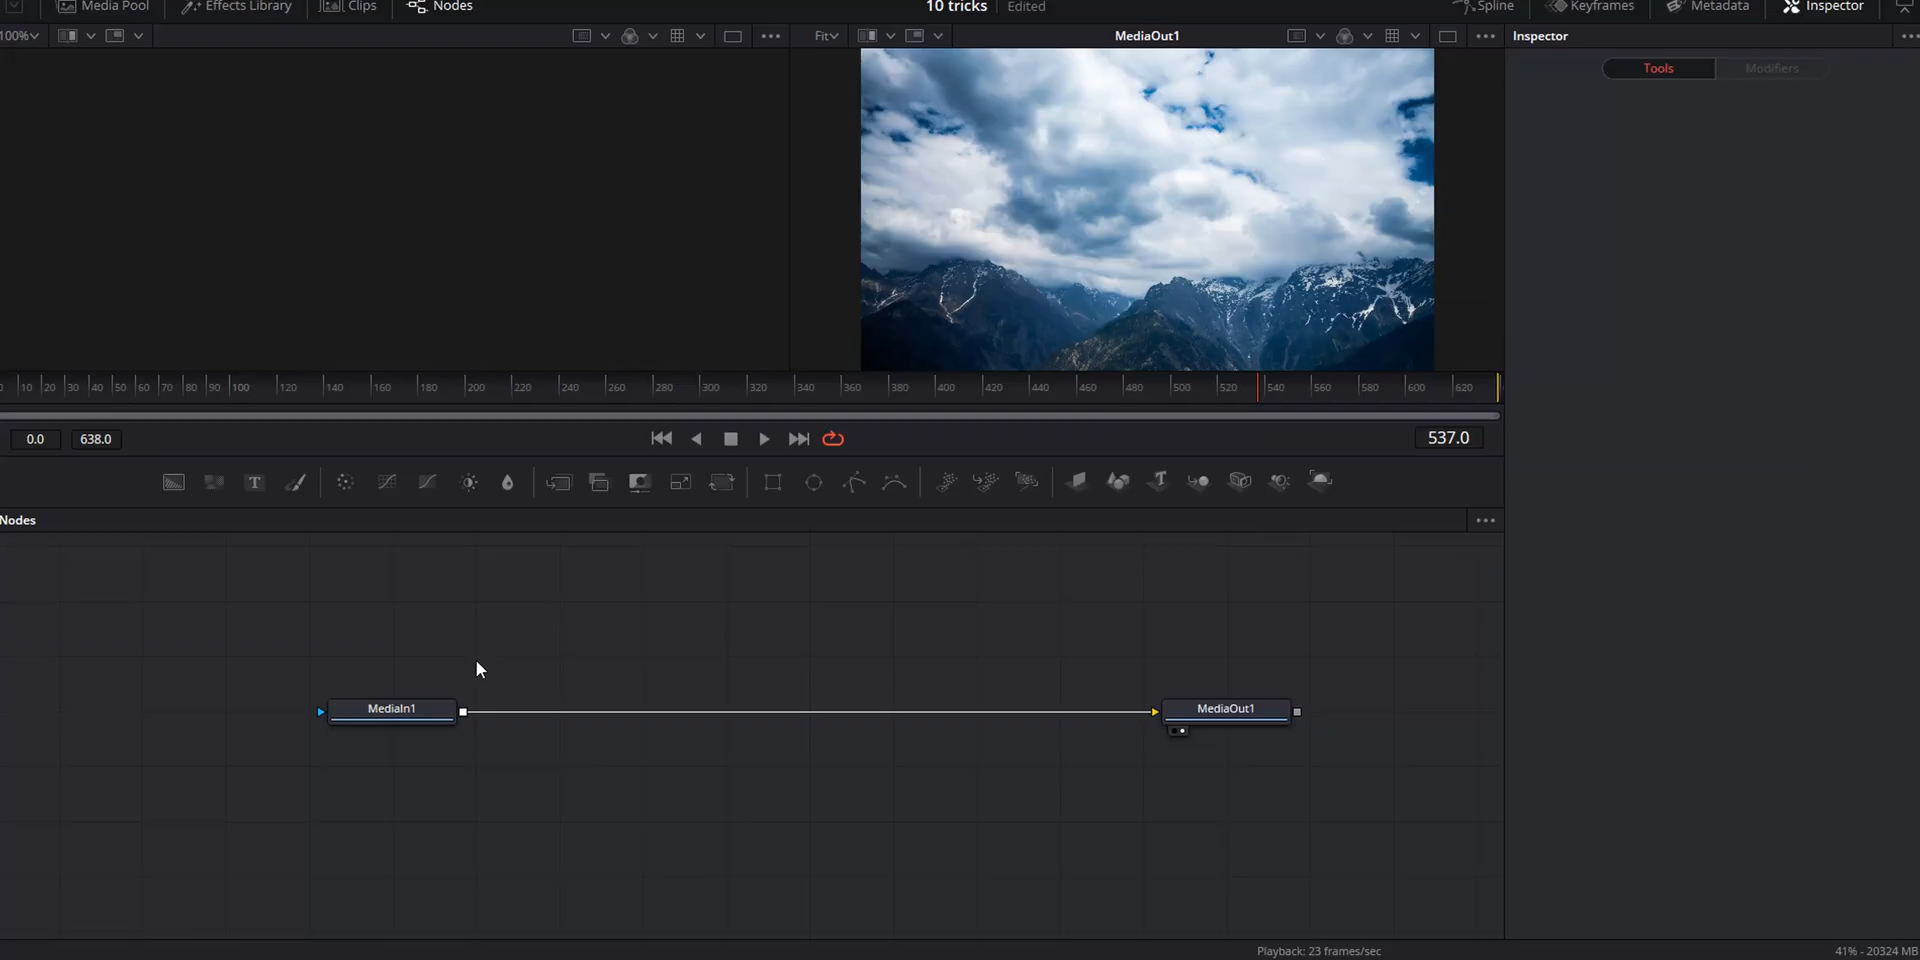 Media Pool Effects Library Clips Nodes 10 tricks Edited Spline Keyframes Metadata Inspector
100% Fit MediaOut1 Inspector
Tools Modifiers
10 20 30 40 50 60 70 80 90 100 120 140 160 180 200 220 240 260 280 300 320 340 360 380 400 420 440 460 480 500 520 540 560 580 600 620
0.0 638.0 537.0
T T
Nodes
MediaIn1 MediaOut1
Playback: 23 frames/sec 41% - 20324 MB